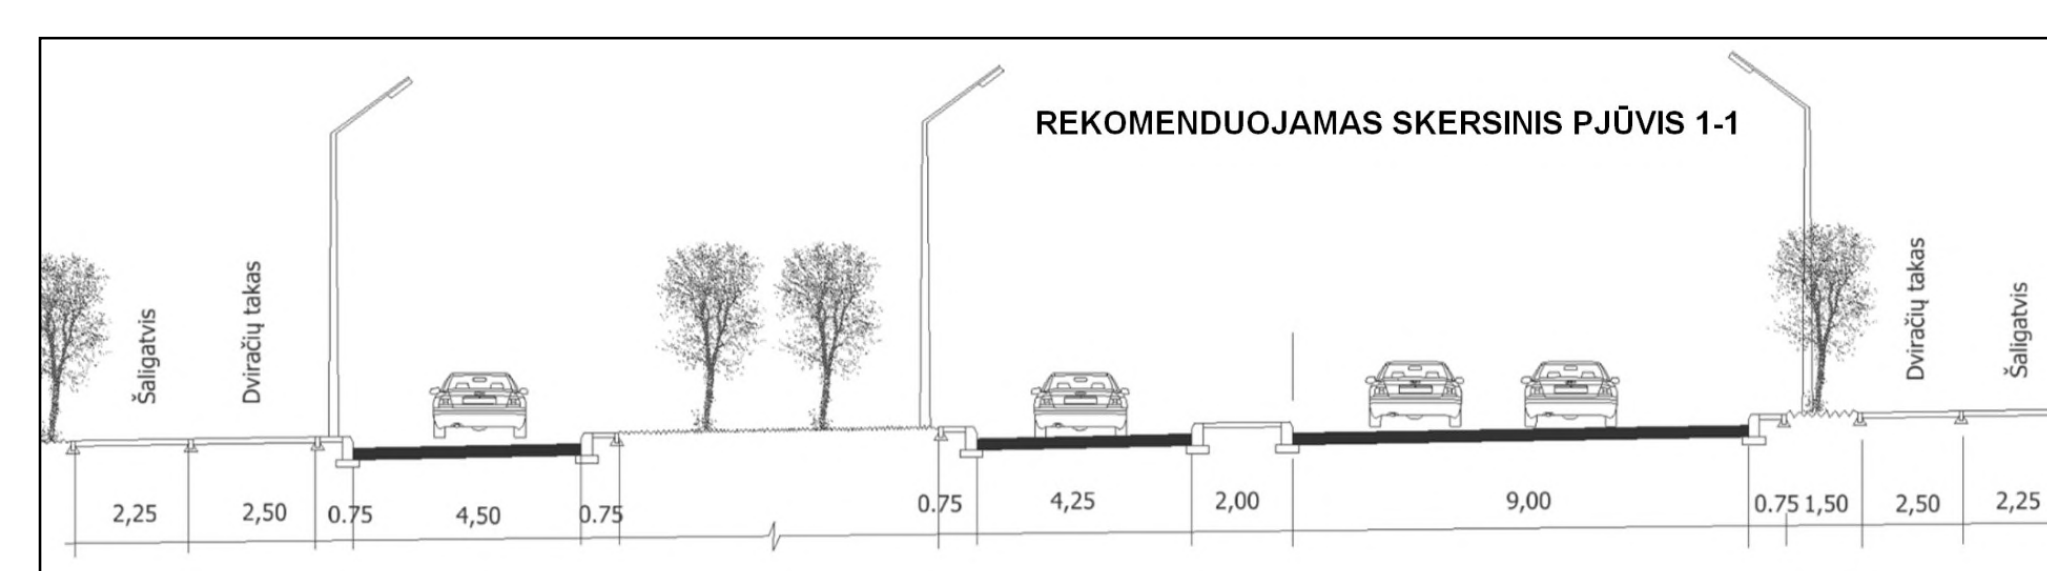 REKOMENDUOJAMAS SKERSINIS PJŪVIS 1-1
Šaligatvis
Dviračių takas
Dviračių takas
Šaligatvis
2,25
2,50
0.75
4,50
0.75
0.75
4,25
2,00
9,00
0.75
1,50
2,50
2,25